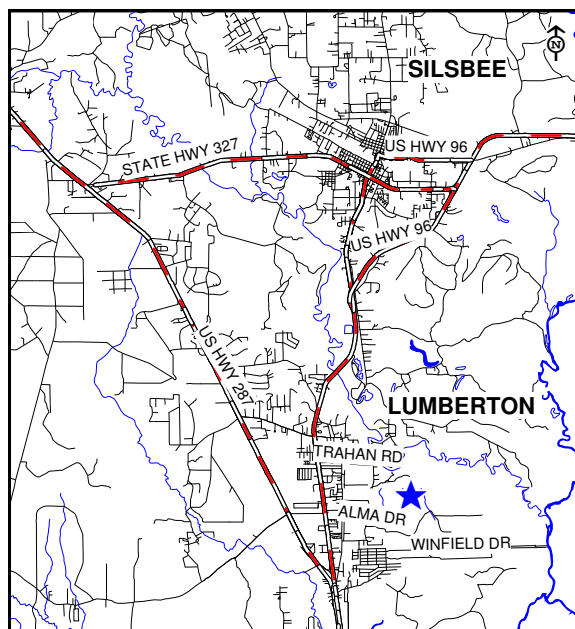 N
SILSBEE
US HWY 96
STATE HWY 327
US HWY 96
US HWY 287
LUMBERTON
TRAHAN RD
ALMA DR
WINFIELD DR